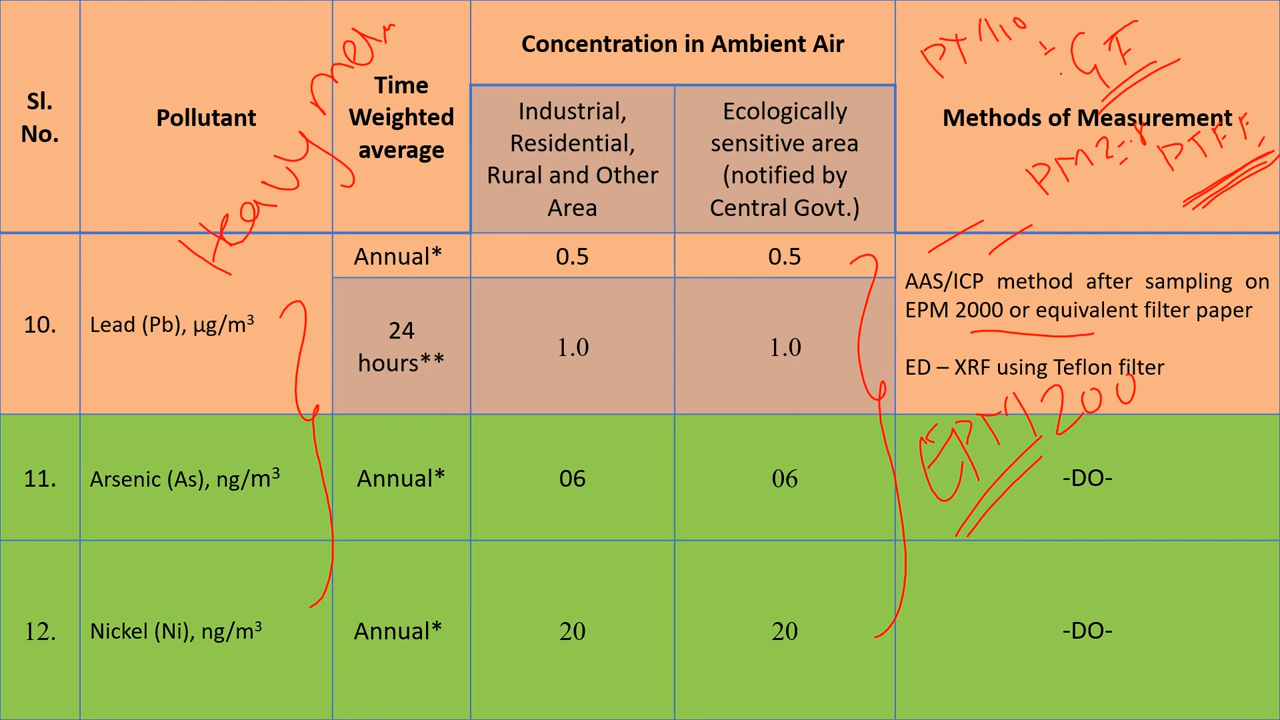 Sl.
No.
Pollutant
Time
Weighted
average
Concentration in Ambient Air
Industrial,
Residential,
Rural and Other
Area
Ecologically
sensitive area
(notified by
Central Govt.)
Methods of Measurement
Heavy
GF
PM2.5
PTFE
10.
Lead (Pb), µg/m³
Annual*
0.5
0.5
24
hours**
1.0
1.0
AAS/ICP method after sampling on
EPM 2000 or equivalent filter paper
ED – XRF using Teflon filter
EPM 200
11.
Arsenic (As), ng/m³
Annual*
06
06
-DO-
12.
Nickel (Ni), ng/m³
Annual*
20
20
-DO-